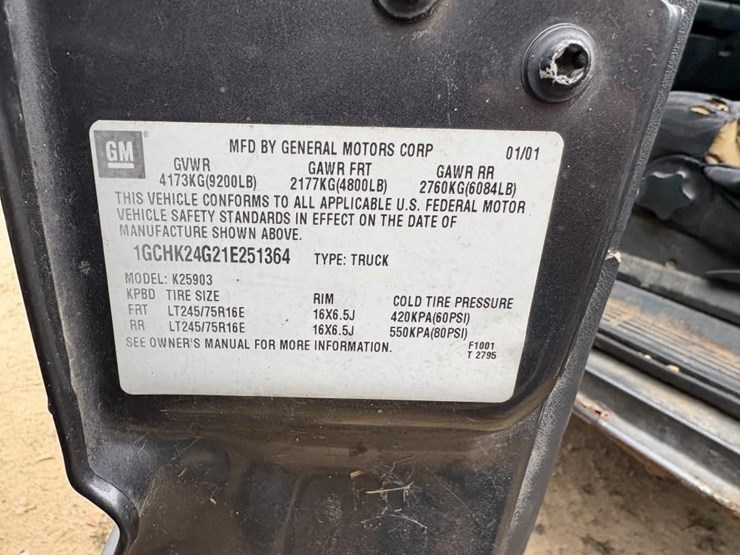 GM
MFD BY GENERAL MOTORS CORP 01/01
GVWR GAWR FRT GAWR RR
4173KG(9200LB) 2177KG(4800LB) 2760KG(6084LB)
THIS VEHICLE CONFORMS TO ALL APPLICABLE U.S. FEDERAL MOTOR
VEHICLE SAFETY STANDARDS IN EFFECT ON THE DATE OF
MANUFACTURE SHOWN ABOVE.
1GCHK24G21E251364 TYPE: TRUCK
MODEL: K25903
KPBD TIRE SIZE RIM COLD TIRE PRESSURE
FRT LT245/75R16E 16X6.5J 420KPA(60PSI)
RR LT245/75R16E 16X6.5J 550KPA(80PSI)
SEE OWNER'S MANUAL FOR MORE INFORMATION. F1001
T 2795